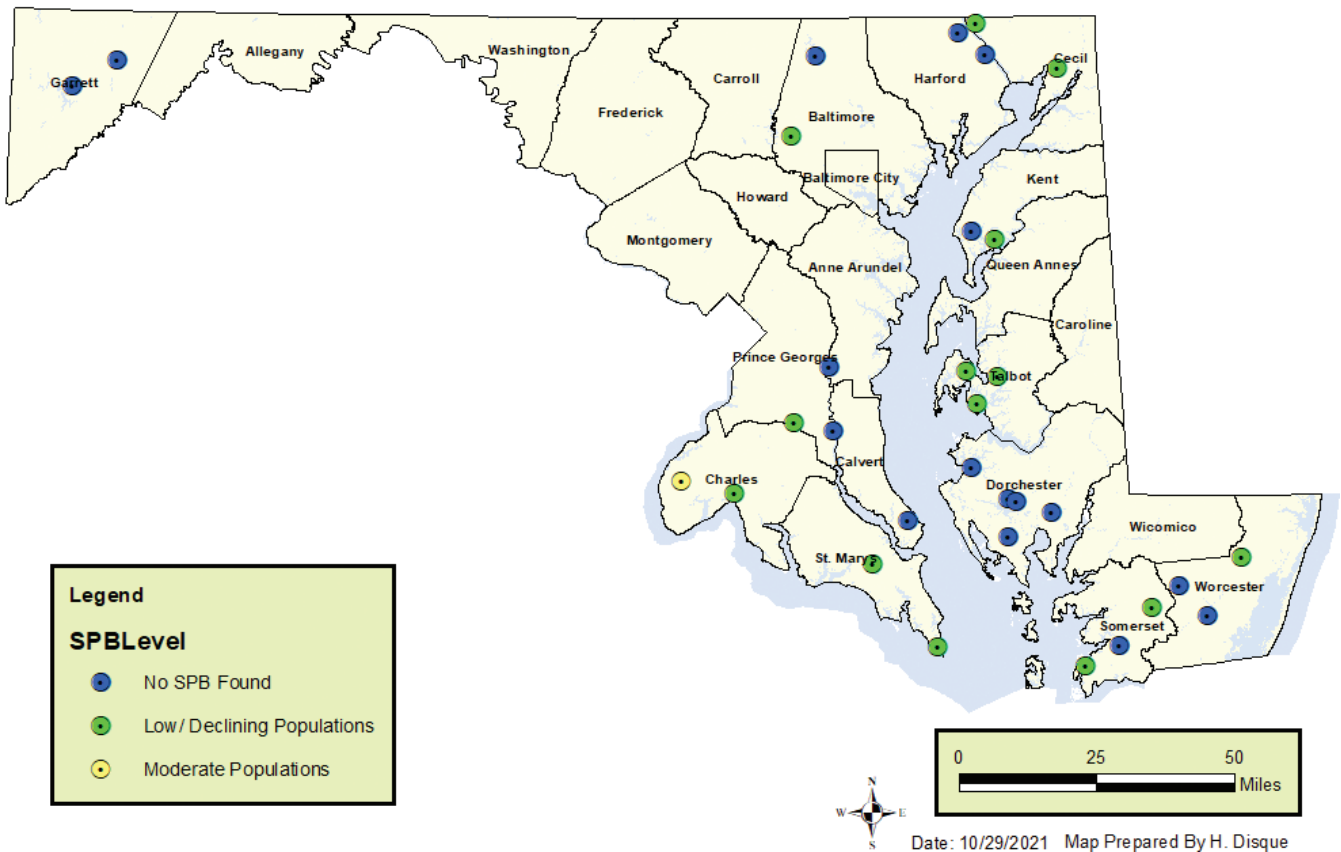 Garrett
Allegany
Washington
Frederick
Carroll
Baltimore
Harford
Cecil
Baltimore City
Howard
Montgomery
Kent
Anne Arundel
Queen Annes
Caroline
Prince Georges
Talbot
Calvert
Charles
Dorchester
St. Marys
Wicomico
Worcester
Somerset
Legend
SPBLevel
No SPB Found
Low/ Declining Populations
Moderate Populations
0 25 50
Miles
N
W E
S
Date: 10/29/2021 Map Prepared By H. Disque